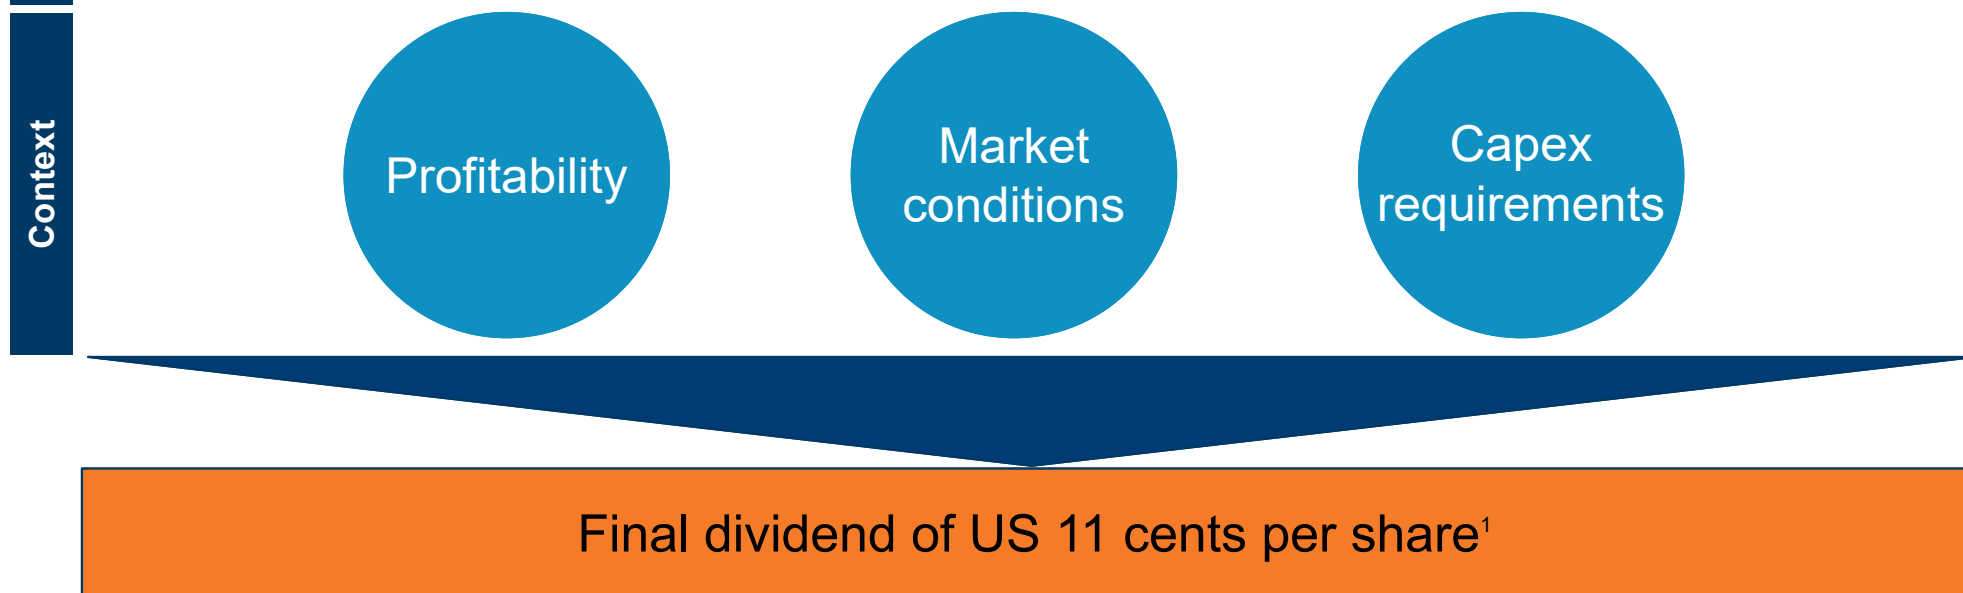 Context
Profitability
Market
conditions
Capex
requirements
Final dividend of US 11 cents per share¹